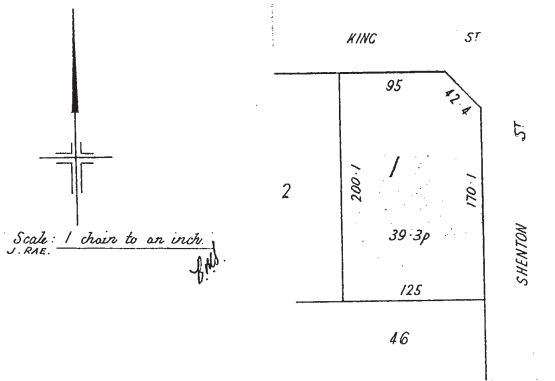 KING ST
95
42·4
ST
200·1
1
170·1
2
39·3p
SHENTON
Scale: 1 chain to an inch.
J. RAE.
125
46